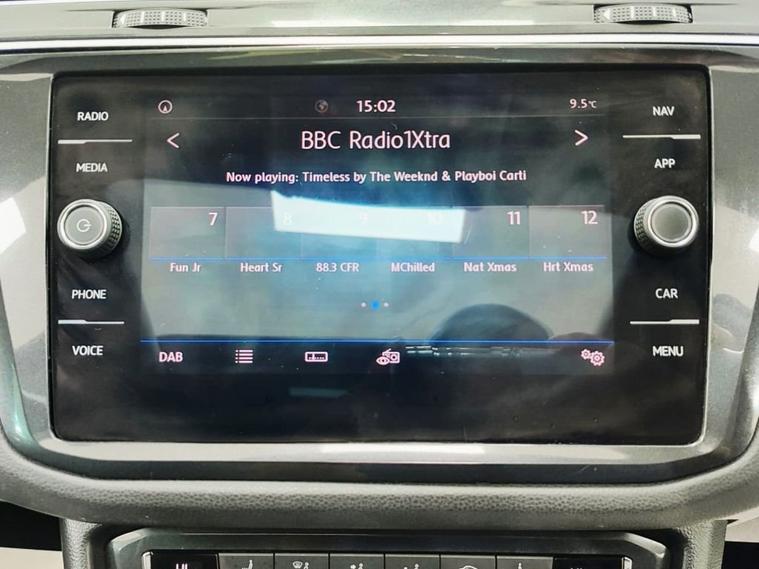 RADIO
MEDIA
PHONE
VOICE
15:02
9.5°C
BBC Radio1Xtra
Now playing: Timeless by The Weeknd & Playboi Carti
7 8 9 10 11 12
Fun Jr Heart Sr 88.3 CFR MChilled Nat Xmas Hrt Xmas
DAB
NAV
APP
CAR
MENU